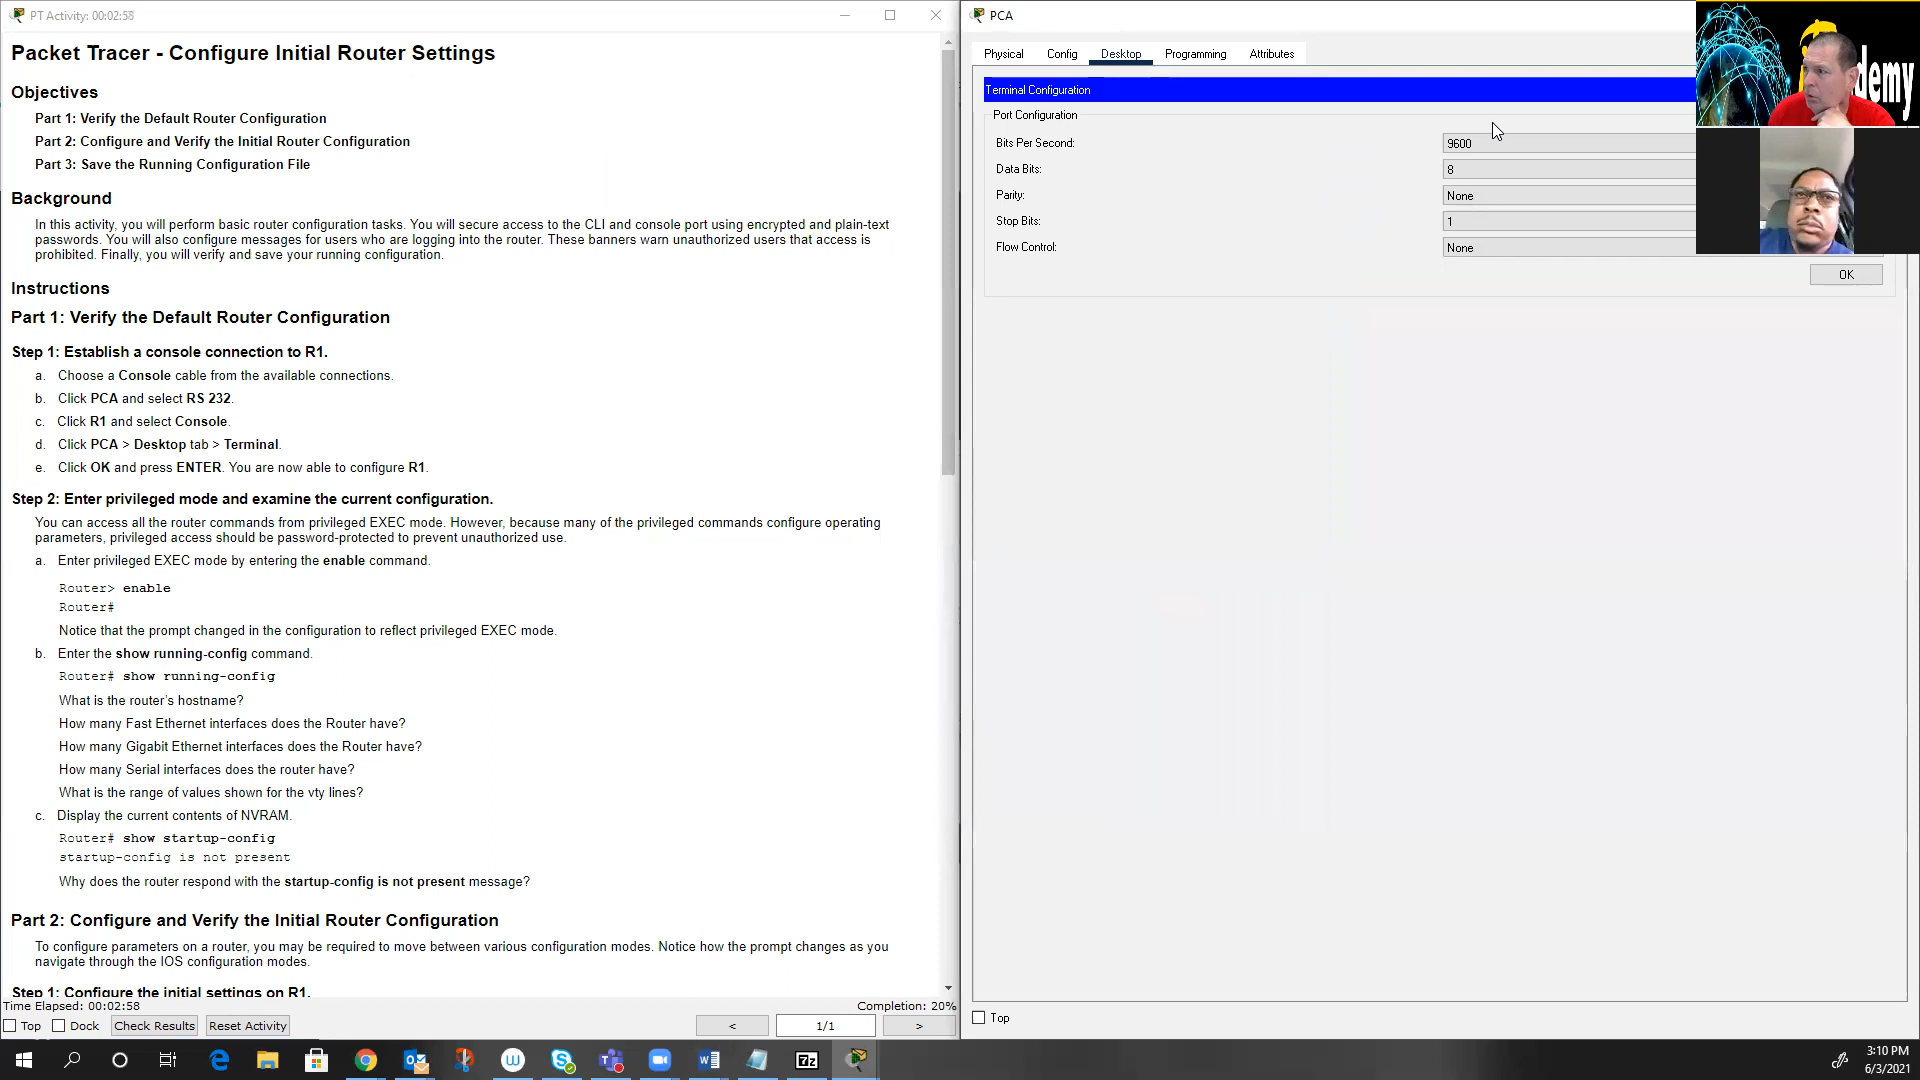 PT Activity: 00:02:58
Packet Tracer - Configure Initial Router Settings
Objectives
Part 1: Verify the Default Router Configuration
Part 2: Configure and Verify the Initial Router Configuration
Part 3: Save the Running Configuration File
Background
In this activity, you will perform basic router configuration tasks. You will secure access to the CLI and console port using encrypted and plain-text
passwords. You will also configure messages for users who are logging into the router. These banners warn unauthorized users that access is
prohibited. Finally, you will verify and save your running configuration.
Instructions
Part 1: Verify the Default Router Configuration
Step 1: Establish a console connection to R1.
a. Choose a Console cable from the available connections.
b. Click PCA and select RS 232.
c. Click R1 and select Console.
d. Click PCA > Desktop tab > Terminal.
e. Click OK and press ENTER. You are now able to configure R1.
Step 2: Enter privileged mode and examine the current configuration.
You can access all the router commands from privileged EXEC mode. However, because many of the privileged commands configure operating
parameters, privileged access should be password-protected to prevent unauthorized use.
a. Enter privileged EXEC mode by entering the enable command.
Router> enable
Router#
Notice that the prompt changed in the configuration to reflect privileged EXEC mode.
b. Enter the show running-config command.
Router# show running-config
What is the router's hostname?
How many Fast Ethernet interfaces does the Router have?
How many Gigabit Ethernet interfaces does the Router have?
How many Serial interfaces does the router have?
What is the range of values shown for the vty lines?
c. Display the current contents of NVRAM.
Router# show startup-config
startup-config is not present
Why does the router respond with the startup-config is not present message?
Part 2: Configure and Verify the Initial Router Configuration
To configure parameters on a router, you may be required to move between various configuration modes. Notice how the prompt changes as you
navigate through the IOS configuration modes.
Step 1: Configure the initial settings on R1.
Time Elapsed: 00:02:58
Completion: 20%
Top
Dock
Check Results
Reset Activity
<
1/1
>
PCA
Physical
Config
Desktop
Programming
Attributes
Terminal Configuration
Port Configuration
Bits Per Second:
9600
Data Bits:
8
Parity:
None
Stop Bits:
1
Flow Control:
None
OK
Top
demy
3:10 PM
6/3/2021